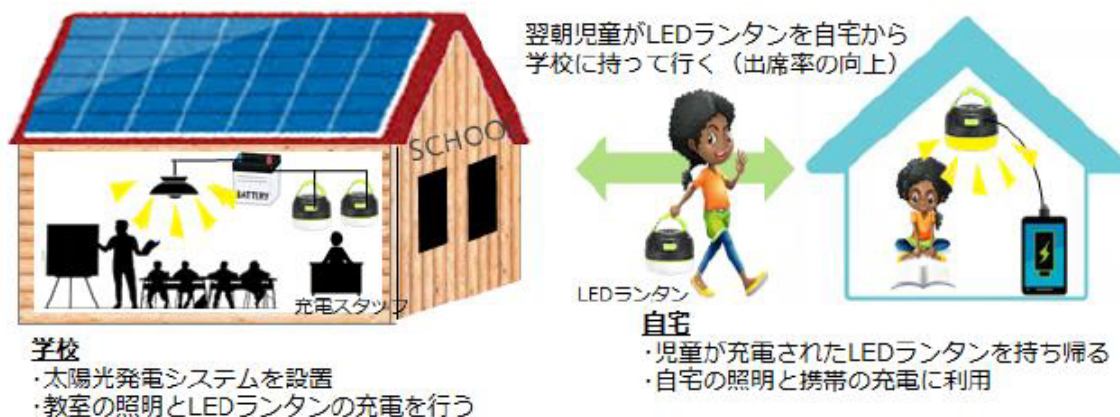 翌朝児童がLEDランタンを自宅から
学校に持って行く（出席率の向上）
SCHOOL
BATTERY
充電スタッフ
LEDランタン
学校
・太陽光発電システムを設置
・教室の照明とLEDランタンの充電を行う
自宅
・児童が充電されたLEDランタンを持ち帰る
・自宅の照明と携帯の充電に利用